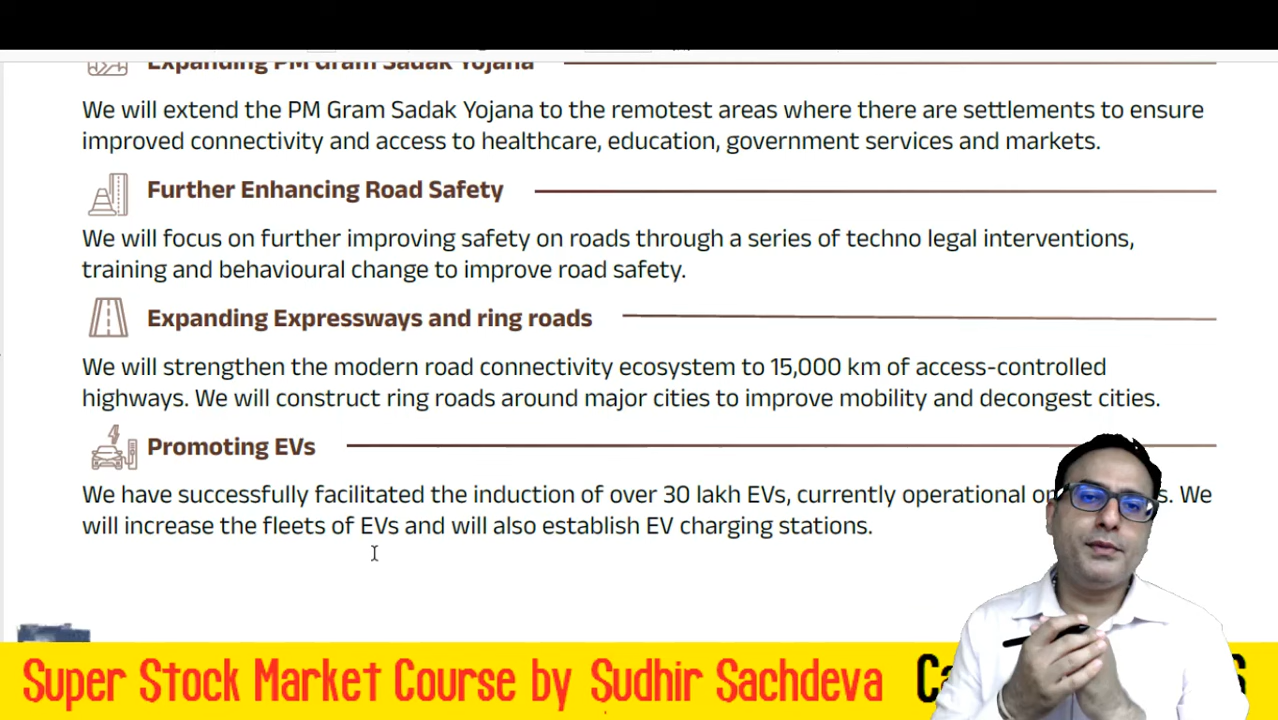 Expanding PM Gram Sadak Yojana
We will extend the PM Gram Sadak Yojana to the remotest areas where there are settlements to ensure
improved connectivity and access to healthcare, education, government services and markets.
Further Enhancing Road Safety
We will focus on further improving safety on roads through a series of techno legal interventions,
training and behavioural change to improve road safety.
Expanding Expressways and ring roads
We will strengthen the modern road connectivity ecosystem to 15,000 km of access-controlled
highways. We will construct ring roads around major cities to improve mobility and decongest cities.
Promoting EVs
We have successfully facilitated the induction of over 30 lakh EVs, currently operational We
will increase the fleets of EVs and will also establish EV charging stations.
Super Stock Market Course by Sudhir Sachdeva